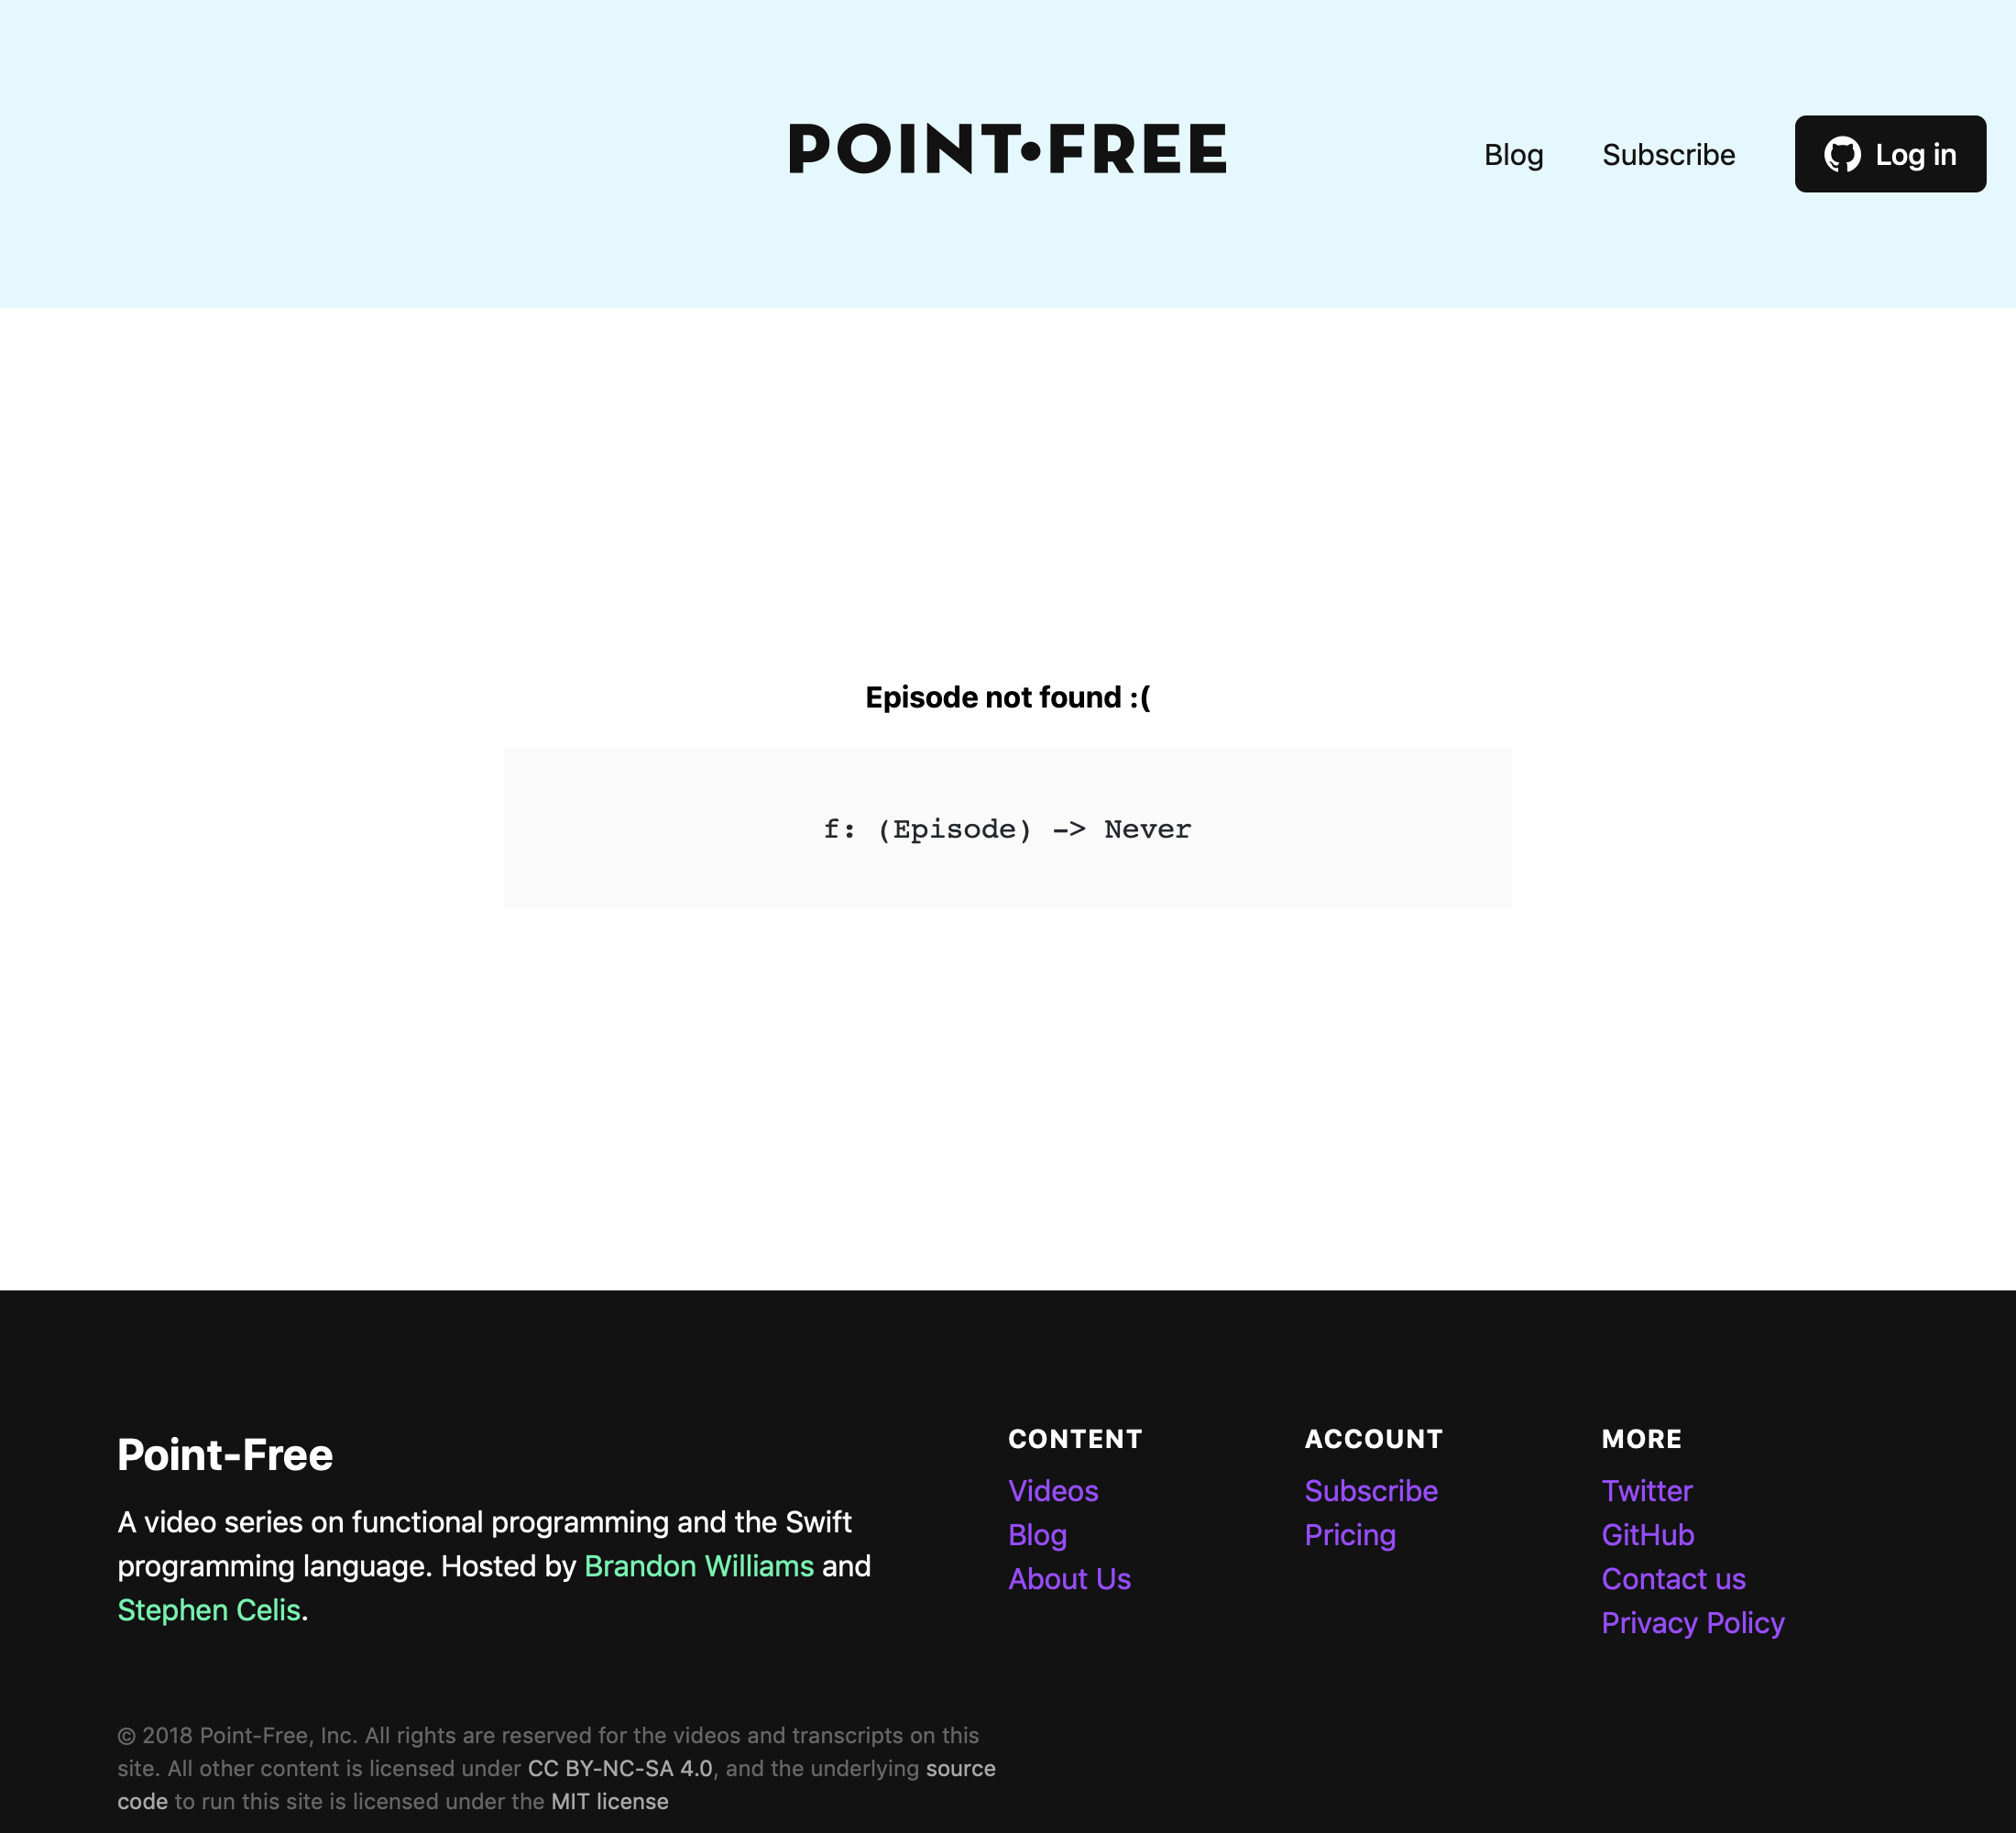 POINT•FREE
Blog
Subscribe
Log in
Episode not found :(
f: (Episode) -> Never
Point-Free
A video series on functional programming and the Swift
programming language. Hosted by Brandon Williams and
Stephen Celis.
CONTENT
Videos
Blog
About Us
ACCOUNT
Subscribe
Pricing
MORE
Twitter
GitHub
Contact us
Privacy Policy
© 2018 Point-Free, Inc. All rights are reserved for the videos and transcripts on this
site. All other content is licensed under CC BY-NC-SA 4.0, and the underlying source
code to run this site is licensed under the MIT license